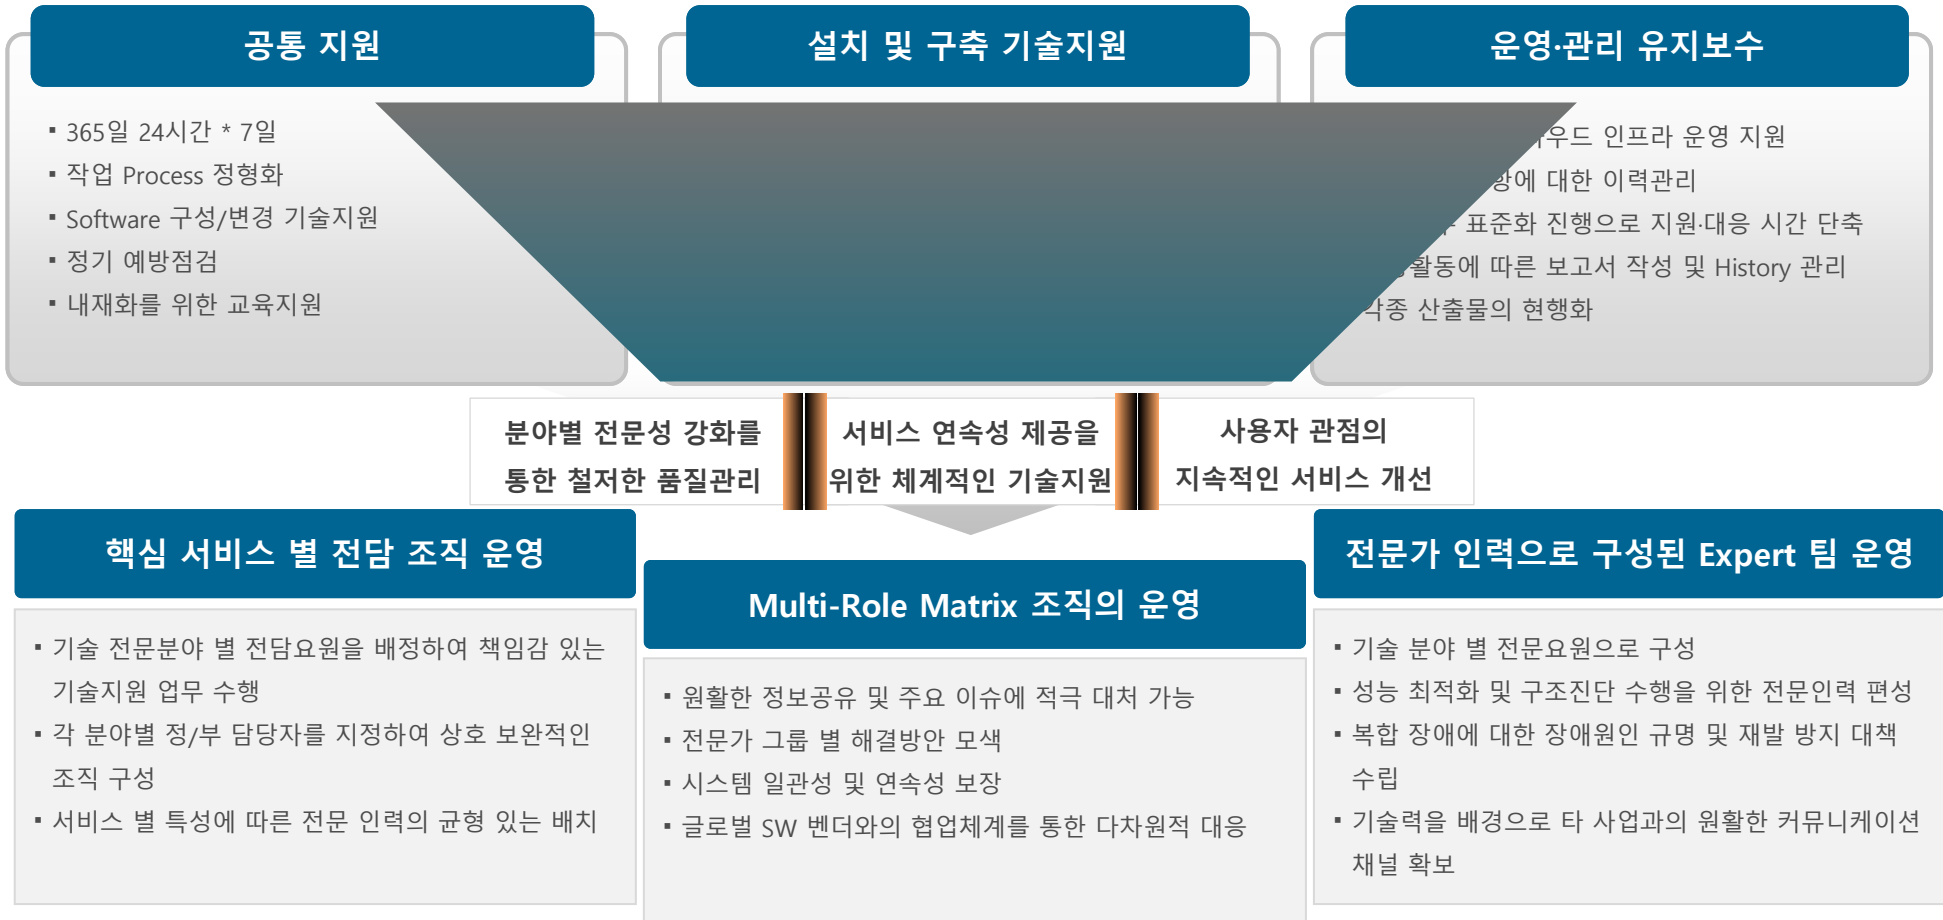 공통 지원
▪ 365일 24시간 * 7일
▪ 작업 Process 정형화
▪ Software 구성/변경 기술지원
▪ 정기 예방점검
▪ 내재화를 위한 교육지원
설치 및 구축 기술지원
운영·관리 유지보수
인프라 운영 지원
대한 이력관리
표준화 진행으로 지원·대응 시간 단축
따른 보고서 작성 및 History 관리
각종 산출물의 현행화
분야별 전문성 강화를
통한 철저한 품질관리
서비스 연속성 제공을
위한 체계적인 기술지원
사용자 관점의
지속적인 서비스 개선
핵심 서비스 별 전담 조직 운영
▪ 기술 전문분야 별 전담요원을 배정하여 책임감 있는
기술지원 업무 수행
▪ 각 분야별 정/부 담당자를 지정하여 상호 보완적인
조직 구성
▪ 서비스 별 특성에 따른 전문 인력의 균형 있는 배치
Multi-Role Matrix 조직의 운영
▪ 원활한 정보공유 및 주요 이슈에 적극 대처 가능
▪ 전문가 그룹 별 해결방안 모색
▪ 시스템 일관성 및 연속성 보장
▪ 글로벌 SW 벤더와의 협업체계를 통한 다차원적 대응
전문가 인력으로 구성된 Expert 팀 운영
▪ 기술 분야 별 전문요원으로 구성
▪ 성능 최적화 및 구조진단 수행을 위한 전문인력 편성
▪ 복합 장애에 대한 장애원인 규명 및 재발 방지 대책
수립
▪ 기술력을 배경으로 타 사업과의 원활한 커뮤니케이션
채널 확보